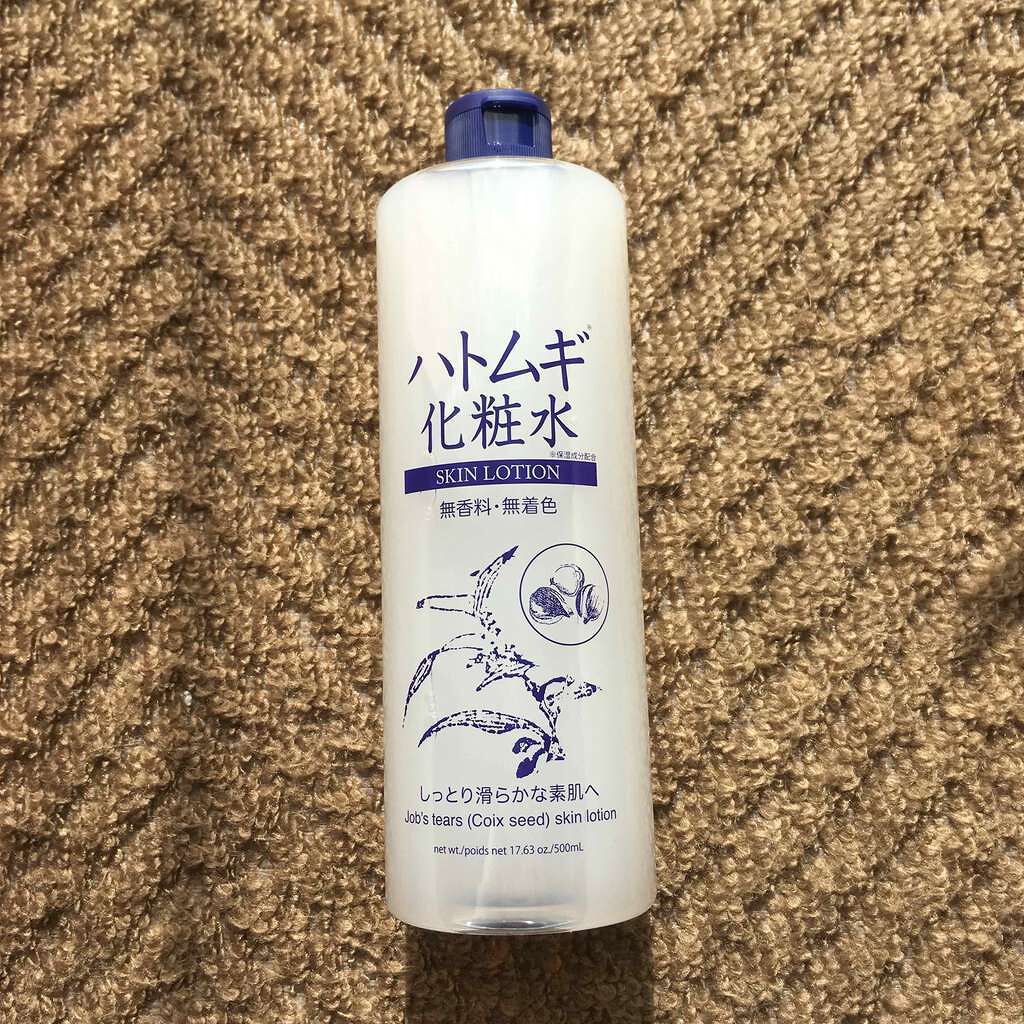 ハトムギ※
化粧水
※保湿成分配合
SKIN LOTION
無香料・無着色
しっとり滑らかな素肌へ
Job's tears (Coix seed) skin lotion
net wt./poids net 17.63 oz./500mL